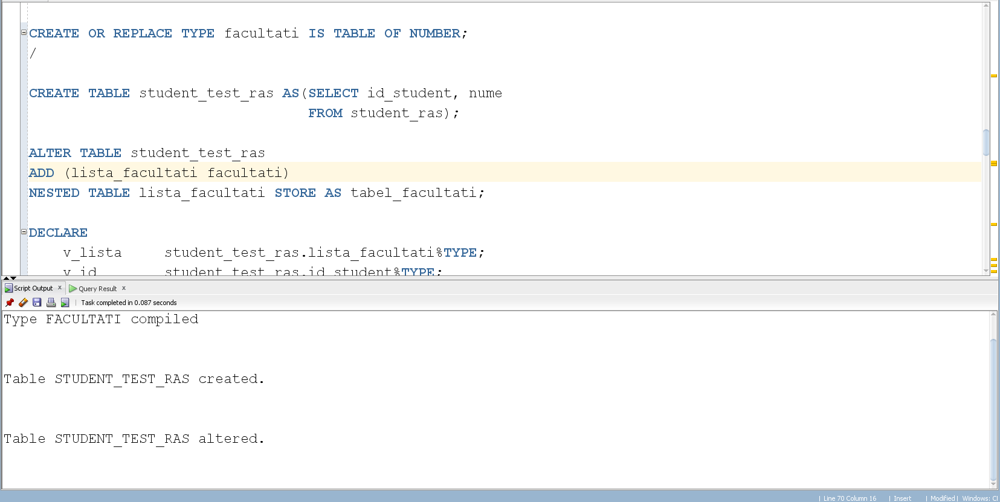 CREATE OR REPLACE TYPE facultati IS TABLE OF NUMBER;
/
CREATE TABLE student_test_ras AS(SELECT id_student, nume
FROM student_ras);
ALTER TABLE student_test_ras
ADD (lista_facultati facultati)
NESTED TABLE lista_facultati STORE AS tabel_facultati;
DECLARE
v_lista student_test_ras.lista_facultati%TYPE;
v_id student_test_ras.id_student%TYPE;
Script Output x Query Result x
Task completed in 0.087 seconds
Type FACULTATI compiled
Table STUDENT_TEST_RAS created.
Table STUDENT_TEST_RAS altered.
| Line 70 Column 16 | Insert | Modified | Windows: